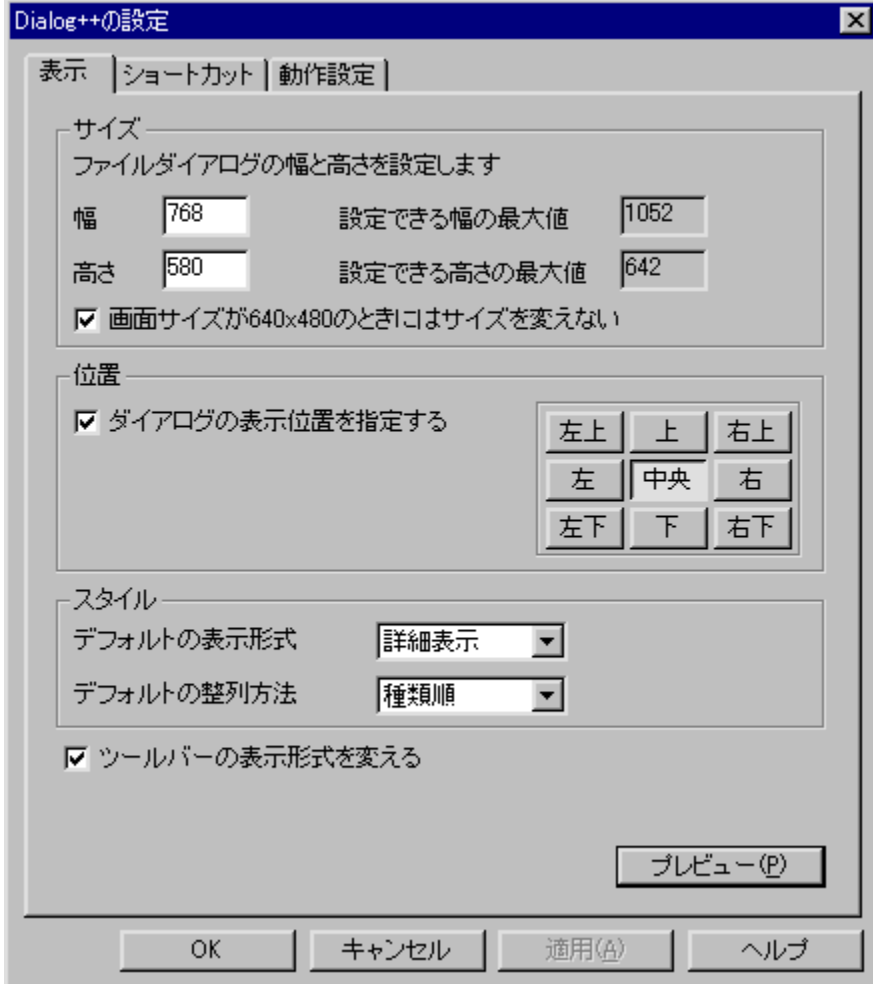 Dialog++の設定
表示 ショートカット 動作設定
サイズ
ファイルダイアログの幅と高さを設定します
幅 768 設定できる幅の最大値 1052
高さ 580 設定できる高さの最大値 642
画面サイズが640x480のときにはサイズを変えない
位置
ダイアログの表示位置を指定する
左上 上 右上
左 中央 右
左下 下 右下
スタイル
デフォルトの表示形式 詳細表示
デフォルトの整列方法 種類順
ツールバーの表示形式を変える
プレビュー(P)
OK キャンセル 適用(A) ヘルプ